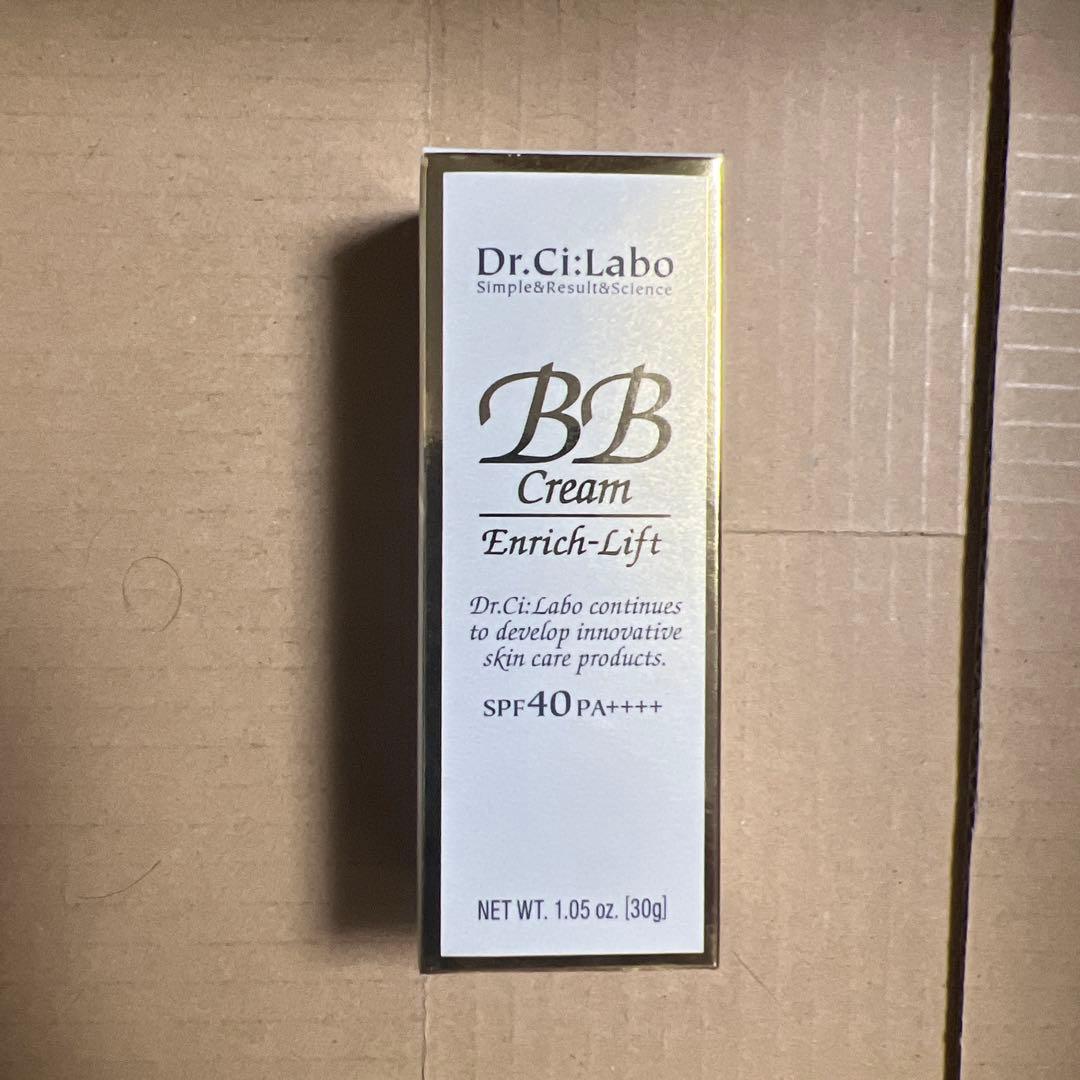 Dr.Ci:Labo
Simple&Result&Science
BB
Cream
Enrich-Lift
Dr.Ci:Labo continues
to develop innovative
skin care products.
SPF40 PA++++
NET WT. 1.05 oz. [30g]